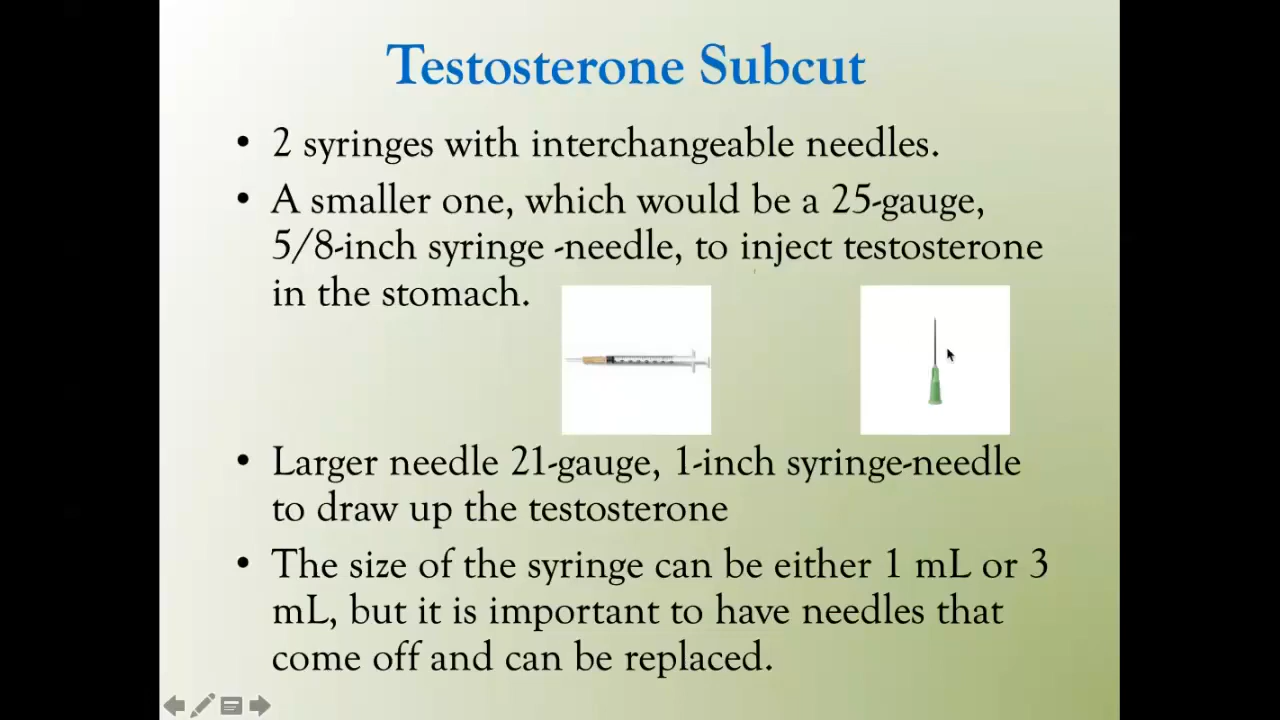 Testosterone Subcut
• 2 syringes with interchangeable needles.
• A smaller one, which would be a 25-gauge,
5/8-inch syringe -needle, to inject testosterone
in the stomach.
• Larger needle 21-gauge, 1-inch syringe-needle
to draw up the testosterone
• The size of the syringe can be either 1 mL or 3
mL, but it is important to have needles that
come off and can be replaced.